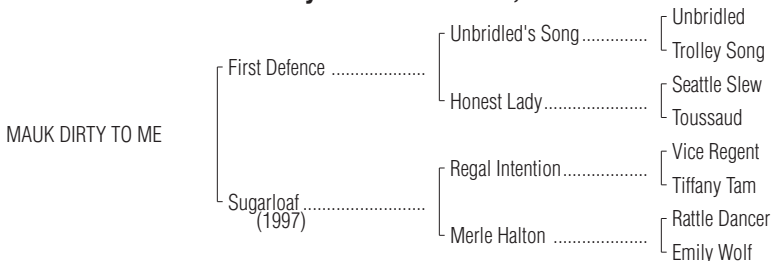 Unbridled
Unbridled's Song..............
Trolley Song
First Defence .....................
Seattle Slew
Honest Lady......................
Toussaud
MAUK DIRTY TO ME
Vice Regent
Regal Intention..................
Tiffany Tam
Sugarloaf..........................
(1997)
Rattle Dancer
Merle Halton ....................
Emily Wolf